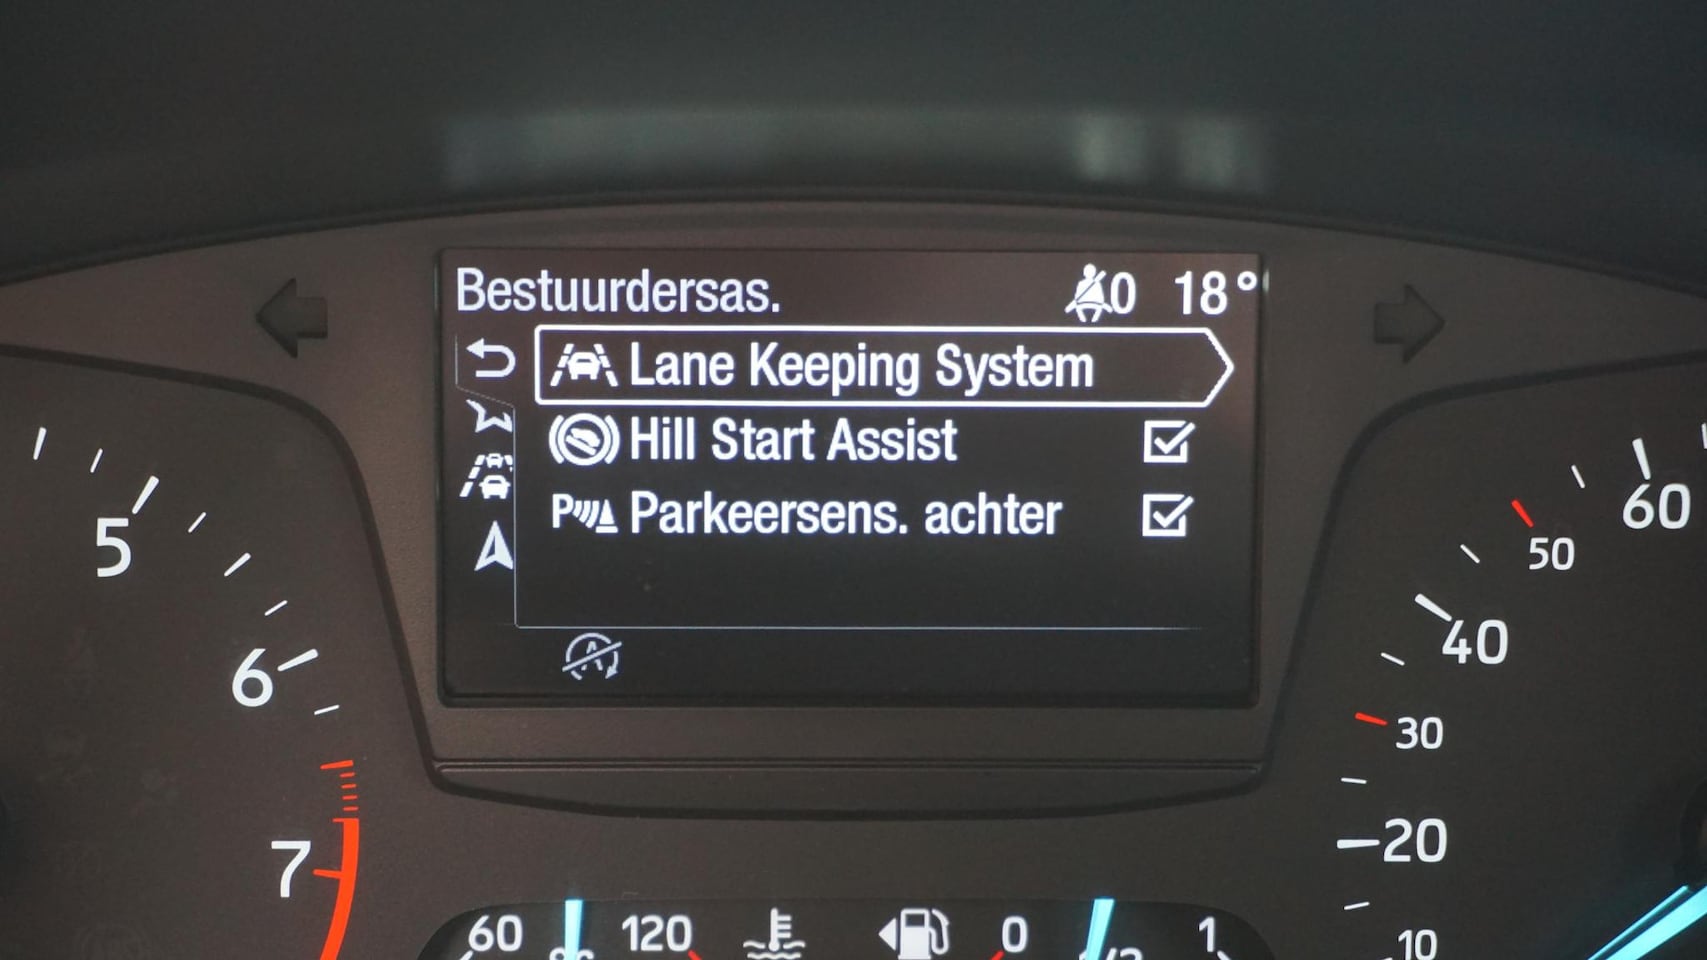 Bestuurdersas.
0 18°
Lane Keeping System
Hill Start Assist
P Parkeersens. achter
A
5
6
7
60
50
40
30
20
10
60 120
0 1